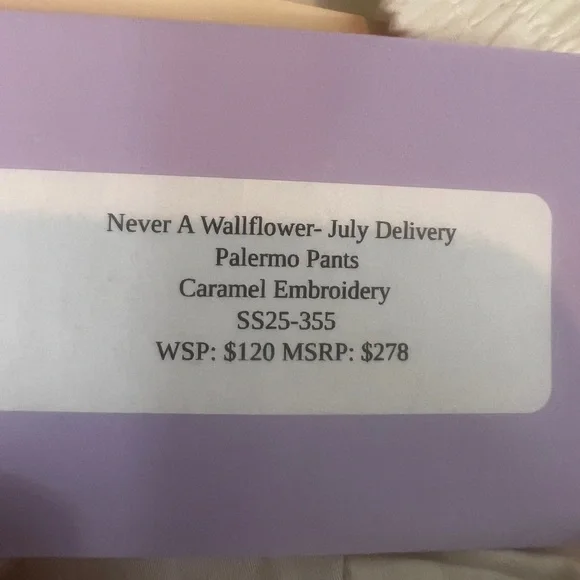 Never A Wallflower- July Delivery
Palermo Pants
Caramel Embroidery
SS25-355
WSP: $120 MSRP: $278